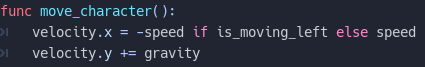 func move_character():
    velocity.x = -speed if is_moving_left else speed
    velocity.y += gravity